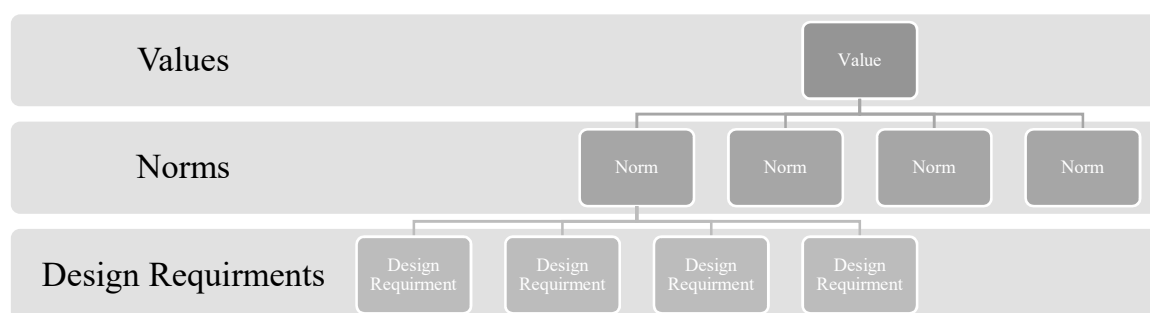 Values
Value
Norms
Norm
Norm
Norm
Norm
Design Requirments
Design
Requirment
Design
Requirment
Design
Requirment
Design
Requirment